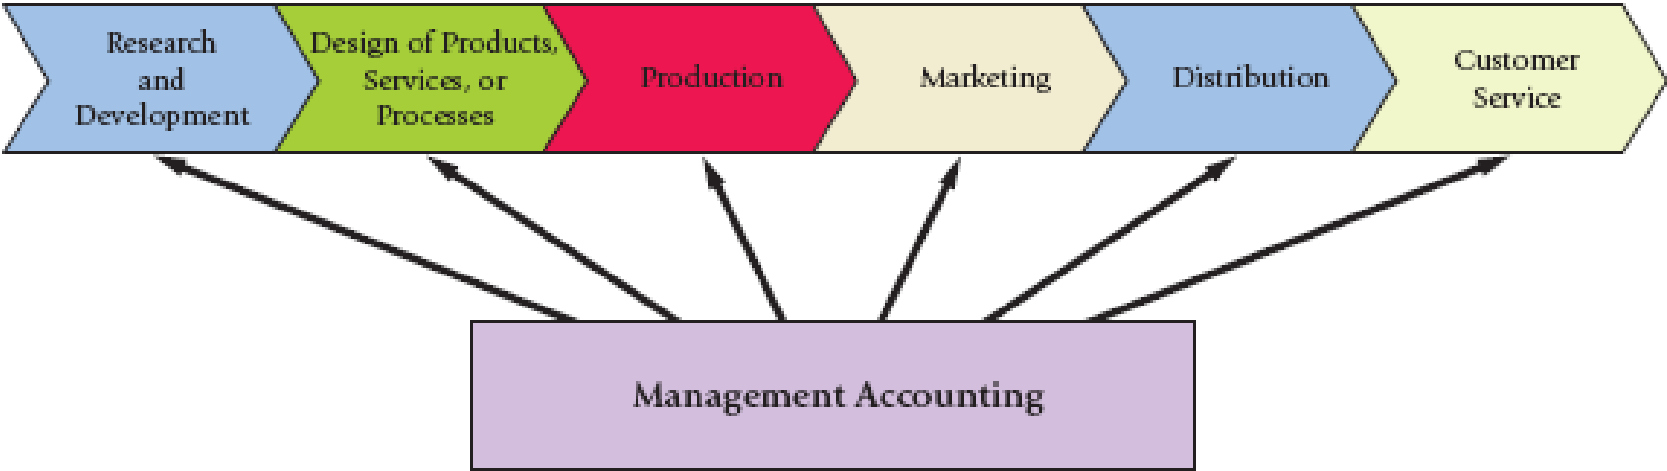 Research
and
Development
Design of Products,
Services, or
Processes
Production
Marketing
Distribution
Customer
Service
Management Accounting